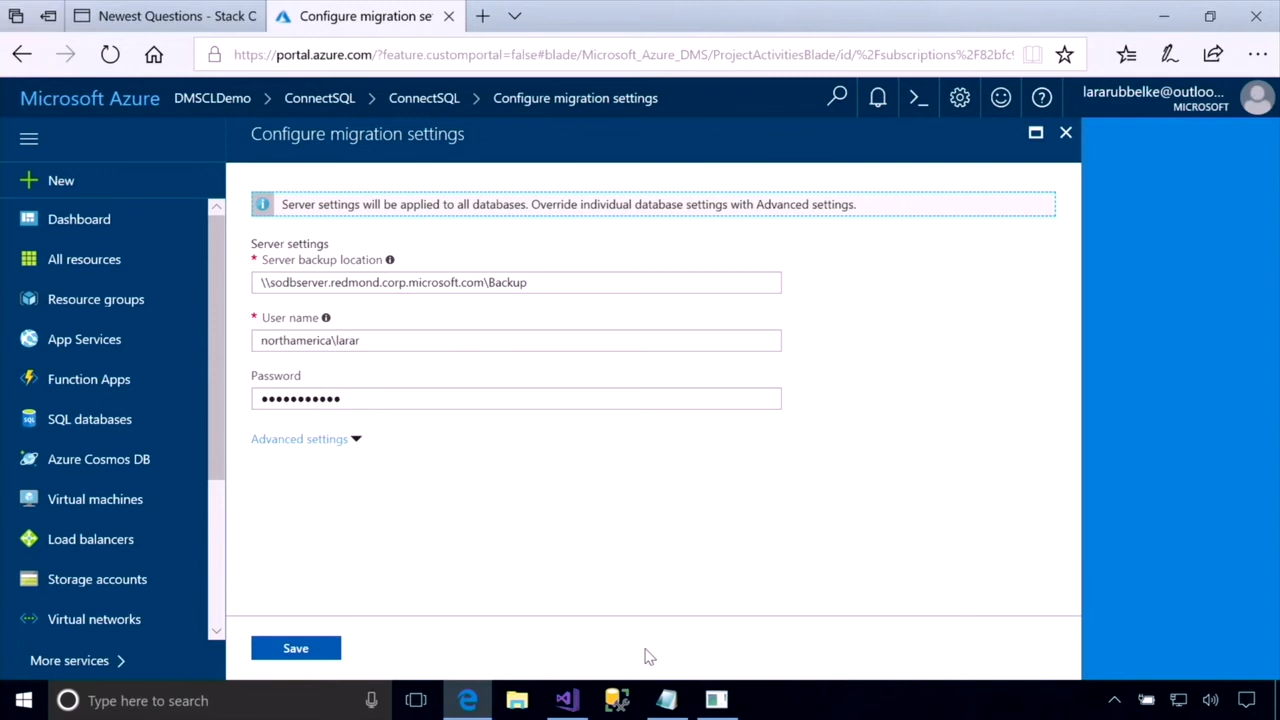 Newest Questions - Stack C
Configure migration set
https://portal.azure.com/?feature.customportal=false#blade/Microsoft_Azure_DMS/ProjectActivitiesBlade/id/%2Fsubscriptions%2F82bfc9
Microsoft Azure DMSCLDemo > ConnectSQL > ConnectSQL > Configure migration settings
lararubbelke@outloo...
MICROSOFT
Configure migration settings
New
Dashboard
All resources
Resource groups
App Services
Function Apps
SQL databases
Azure Cosmos DB
Virtual machines
Load balancers
Storage accounts
Virtual networks
More services >
Server settings will be applied to all databases. Override individual database settings with Advanced settings.
Server settings
* Server backup location
\\sodbserver.redmond.corp.microsoft.com\Backup
* User name
northamerica\larar
Password
•••••••••••
Advanced settings
Save
Type here to search